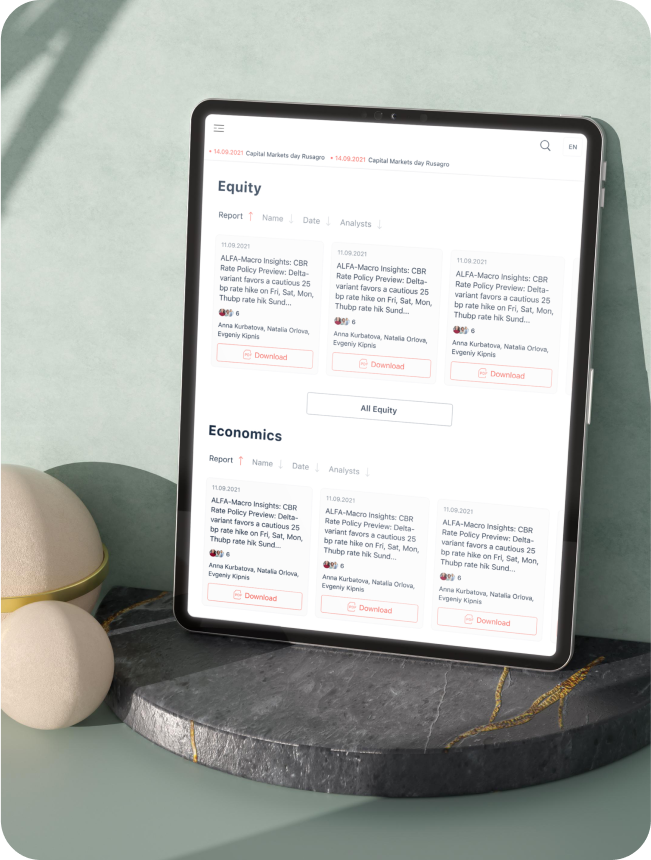 EN
• 14.09.2021 Capital Markets day Rusagro • 14.09.2021 Capital Markets day Rusagro
Equity
Report ↑ Name ↓ Date ↓ Analysts ↓
11.09.2021
ALFA-Macro Insights: CBR
Rate Policy Preview: Delta-
variant favors a cautious 25
bp rate hike on Fri, Sat, Mon,
Thubp rate hik Sund...
6
Anna Kurbatova, Natalia Orlova,
Evgeniy Kipnis
Download
11.09.2021
ALFA-Macro Insights: CBR
Rate Policy Preview: Delta-
variant favors a cautious 25
bp rate hike on Fri, Sat, Mon,
Thubp rate hik Sund...
6
Anna Kurbatova, Natalia Orlova,
Evgeniy Kipnis
Download
11.09.2021
ALFA-Macro Insights: CBR
Rate Policy Preview: Delta-
variant favors a cautious 25
bp rate hike on Fri, Sat, Mon,
Thubp rate hik Sund...
6
Anna Kurbatova, Natalia Orlova,
Evgeniy Kipnis
Download
All Equity
Economics
Report ↑ Name ↓ Date ↓ Analysts ↓
11.09.2021
ALFA-Macro Insights: CBR
Rate Policy Preview: Delta-
variant favors a cautious 25
bp rate hike on Fri, Sat, Mon,
Thubp rate hik Sund...
6
Anna Kurbatova, Natalia Orlova,
Evgeniy Kipnis
Download
11.09.2021
ALFA-Macro Insights: CBR
Rate Policy Preview: Delta-
variant favors a cautious 25
bp rate hike on Fri, Sat, Mon,
Thubp rate hik Sund...
6
Anna Kurbatova, Natalia Orlova,
Evgeniy Kipnis
Download
11.09.2021
ALFA-Macro Insights: CBR
Rate Policy Preview: Delta-
variant favors a cautious 25
bp rate hike on Fri, Sat, Mon,
Thubp rate hik Sund...
6
Anna Kurbatova, Natalia Orlova,
Evgeniy Kipnis
Download